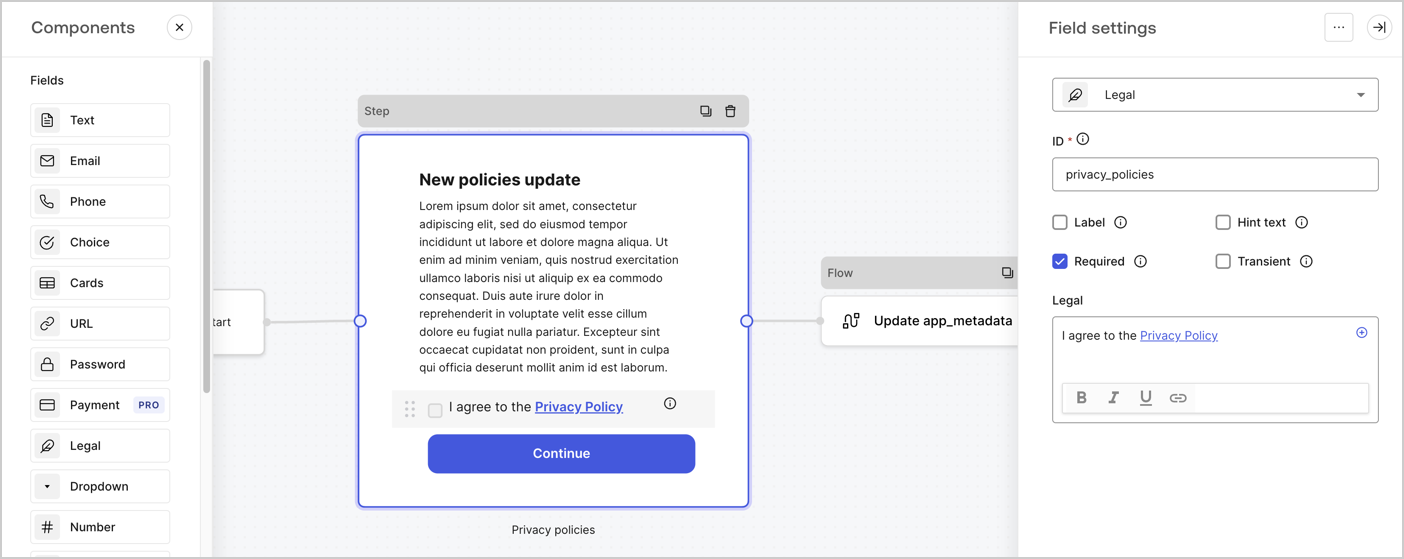 Components
Fields
Text
Email
Phone
Choice
Cards
URL
Password
Payment PRO
Legal
Dropdown
Number
tart
Step
New policies update
Lorem ipsum dolor sit amet, consectetur
adipiscing elit, sed do eiusmod tempor
incididunt ut labore et dolore magna aliqua. Ut
enim ad minim veniam, quis nostrud exercitation
ullamco laboris nisi ut aliquip ex ea commodo
consequat. Duis aute irure dolor in
reprehenderit in voluptate velit esse cillum
dolore eu fugiat nulla pariatur. Excepteur sint
occaecat cupidatat non proident, sunt in culpa
qui officia deserunt mollit anim id est laborum.
I agree to the Privacy Policy
Continue
Privacy policies
Flow
Update app_metadata
Field settings
Legal
ID *
privacy_policies
Label
Hint text
Required
Transient
Legal
I agree to the Privacy Policy
B I U